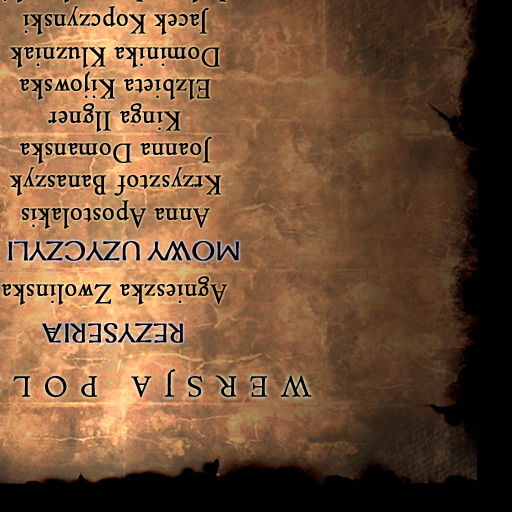 WERSJA POL
REZYSERIA
Agnieszka Zwolinska
MOWY UZYCZYLI
Anna Apostolakis
Krzysztof Banaszyk
Joanna Domanska
Kinga Ilgner
Elzbieta Kijowska
Dominika Kluzniak
Jacek Kopczynski